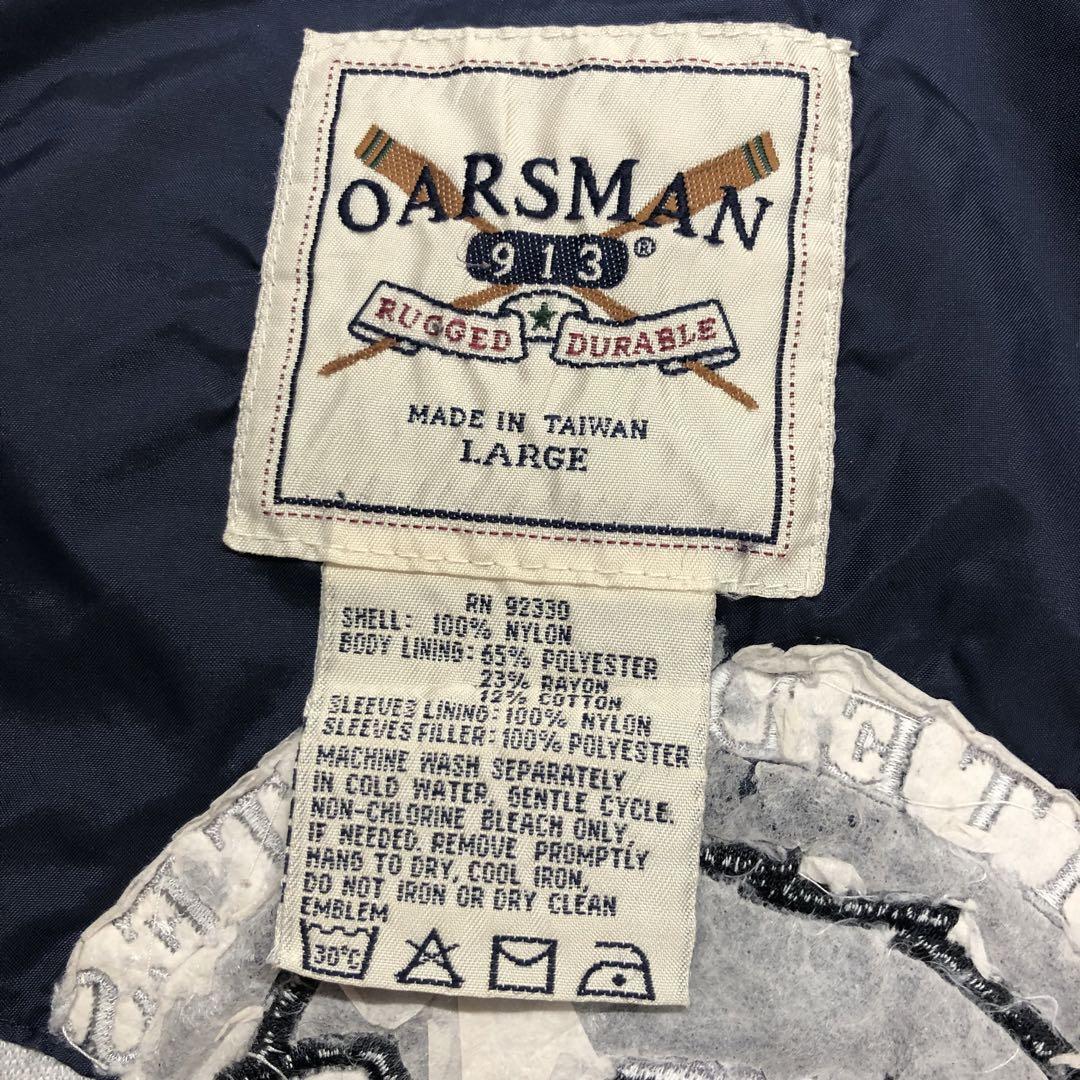 OARSMAN
913®
RUGGED DURABLE
MADE IN TAIWAN
LARGE
RN 92330
SHELL: 100% NYLON
BODY LINING: 65% POLYESTER
23% RAYON
12% COTTON
SLEEVES LINING: 100% NYLON
SLEEVES FILLER: 100% POLYESTER
MACHINE WASH SEPARATELY
IN COLD WATER, GENTLE CYCLE.
NON-CHLORINE BLEACH ONLY,
IF NEEDED. REMOVE PROMPTLY
HANG TO DRY, COOL IRON,
DO NOT IRON OR DRY CLEAN
EMBLEM
30°C